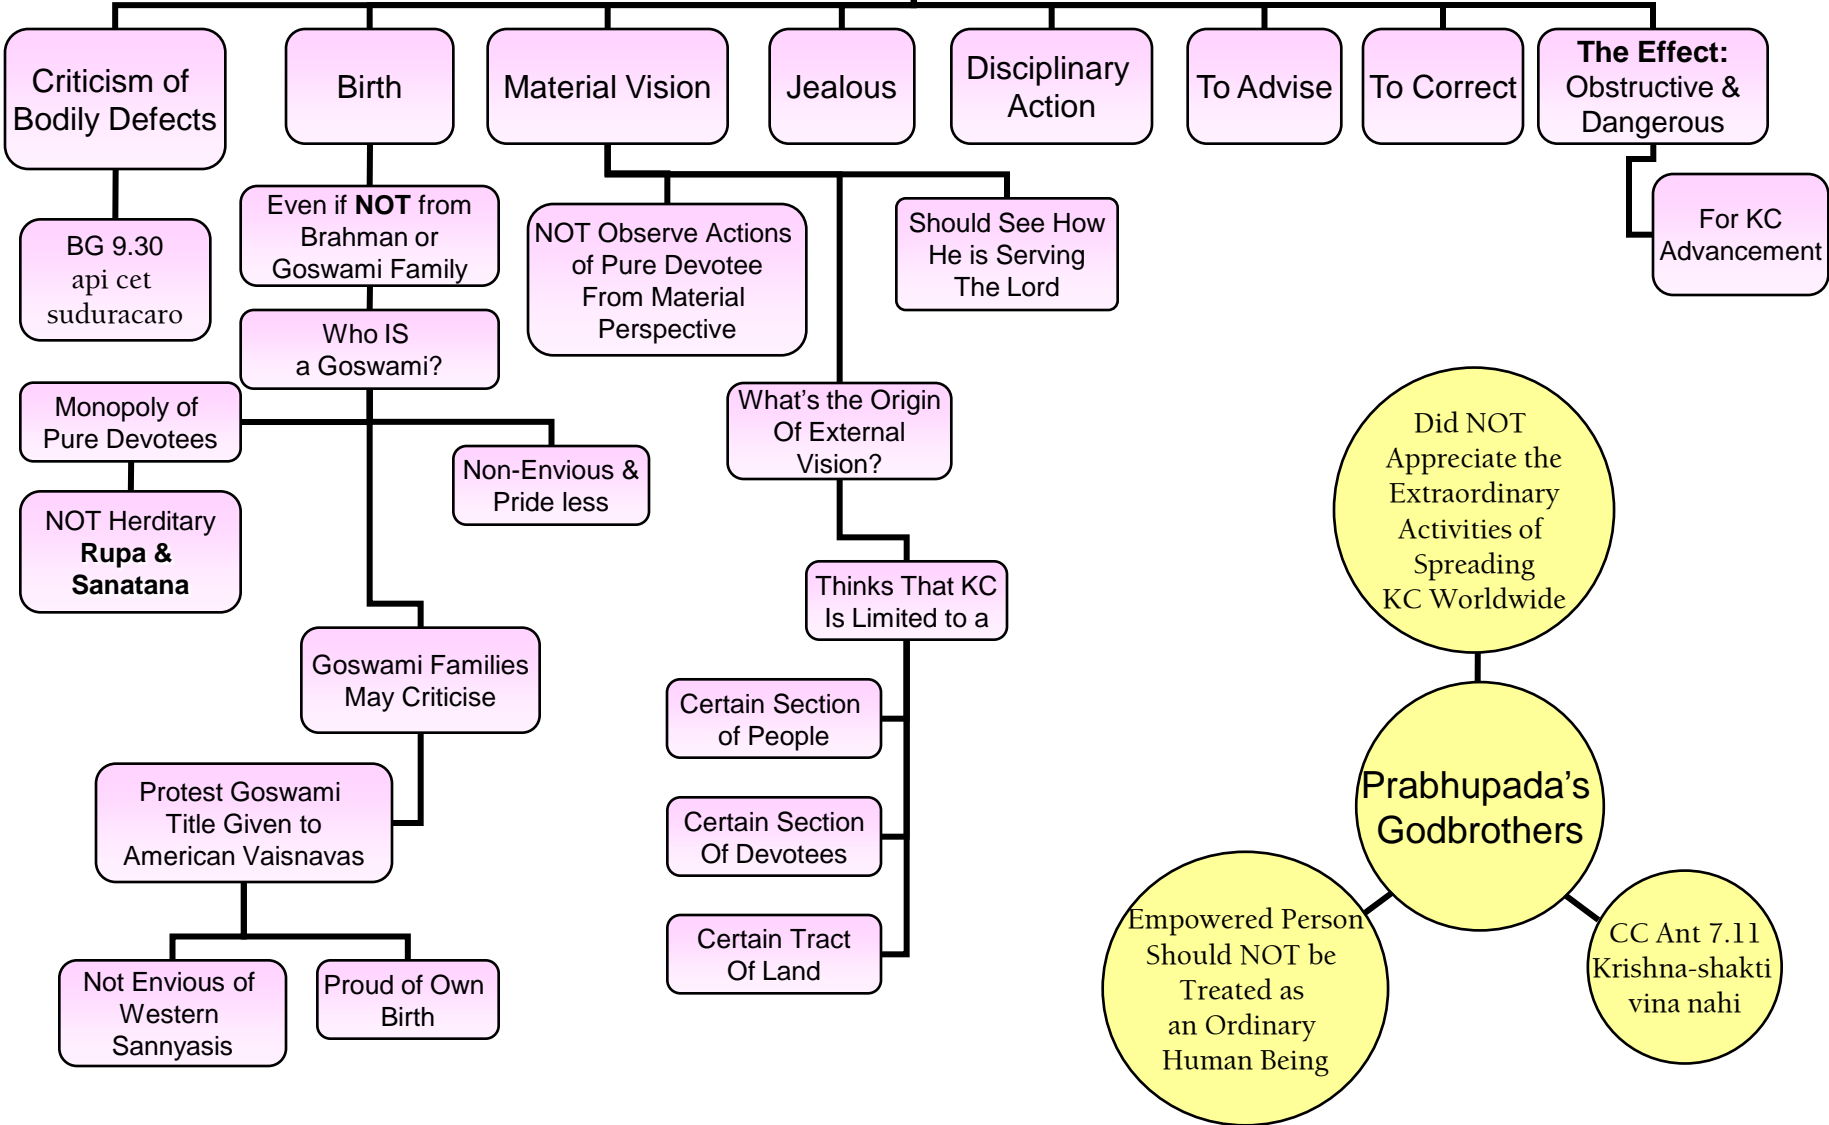 Criticism of
Bodily Defects
Birth
Material Vision
Jealous
Disciplinary
Action
To Advise
To Correct
The Effect:
Obstructive &
Dangerous
BG 9.30
api cet
suduracaro
Even if NOT from
Brahman or
Goswami Family
Who IS
a Goswami?
Monopoly of
Pure Devotees
NOT Herditary
Rupa &
Sanatana
Non-Envious &
Pride less
Goswami Families
May Criticise
Protest Goswami
Title Given to
American Vaisnavas
Not Envious of
Western
Sannyasis
Proud of Own
Birth
NOT Observe Actions
of Pure Devotee
From Material
Perspective
What's the Origin
Of External
Vision?
Should See How
He is Serving
The Lord
Thinks That KC
Is Limited to a
Certain Section
of People
Certain Section
Of Devotees
Certain Tract
Of Land
For KC
Advancement
Did NOT
Appreciate the
Extraordinary
Activities of
Spreading
KC Worldwide
Prabhupada's
Godbrothers
Empowered Person
Should NOT be
Treated as
an Ordinary
Human Being
CC Ant 7.11
Krishna-shakti
vina nahi